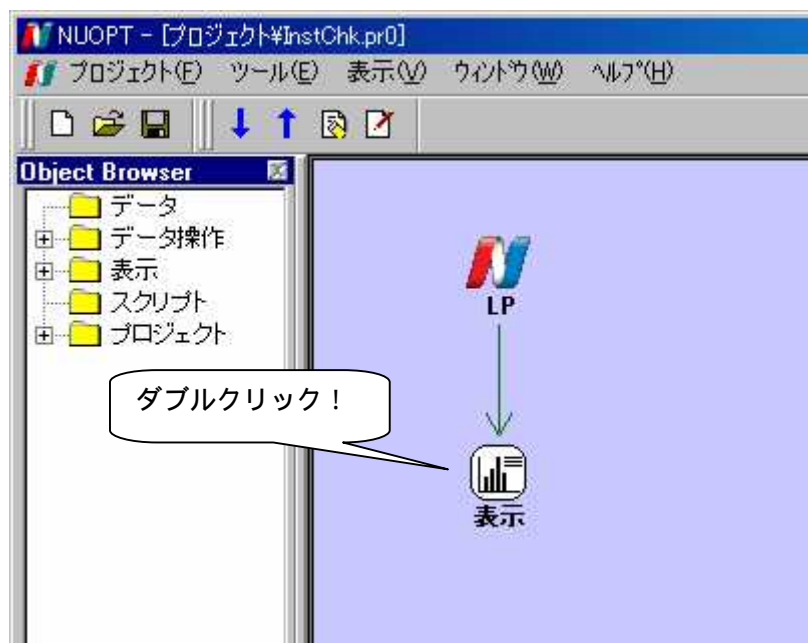 NUOPT - [プロジェクト¥InstChk.pr0]
プロジェクト(F) ツール(E) 表示(V) ウィンドウ(W) ヘルプ(H)
Object Browser
データ
データ操作
表示
スクリプト
プロジェクト
LP
ダブルクリック！
表示